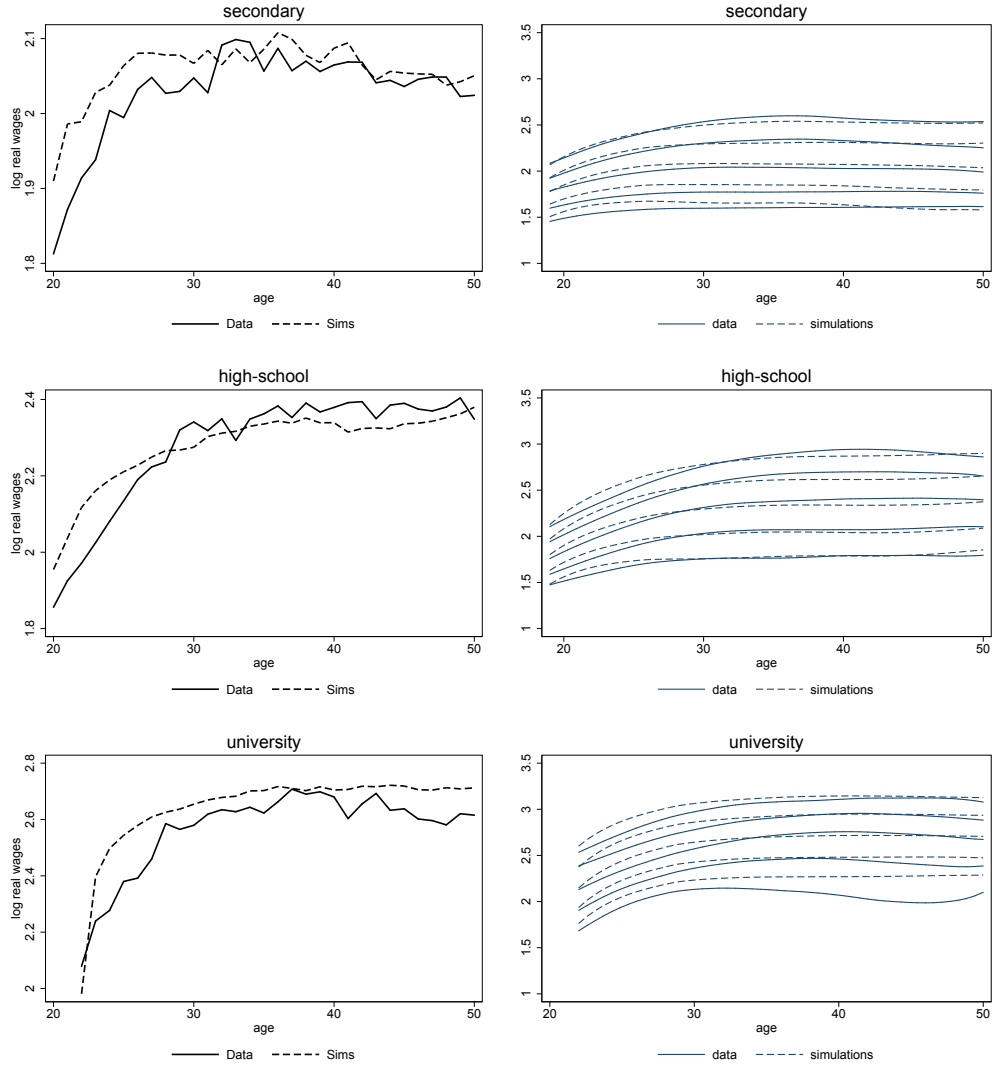 secondary
log real wages
2.1
2
1.9
1.8
20 30 40 50
age
Data Sims
secondary
3.5
3
2.5
2
1.5
1
20 30 40 50
age
data simulations
high-school
log real wages
2.4
2.2
2
1.8
20 30 40 50
age
Data Sims
high-school
3.5
3
2.5
2
1.5
1
20 30 40 50
age
data simulations
university
log real wages
2.8
2.6
2.4
2.2
2
20 30 40 50
age
Data Sims
university
3.5
3
2.5
2
1.5
1
20 30 40 50
age
data simulations